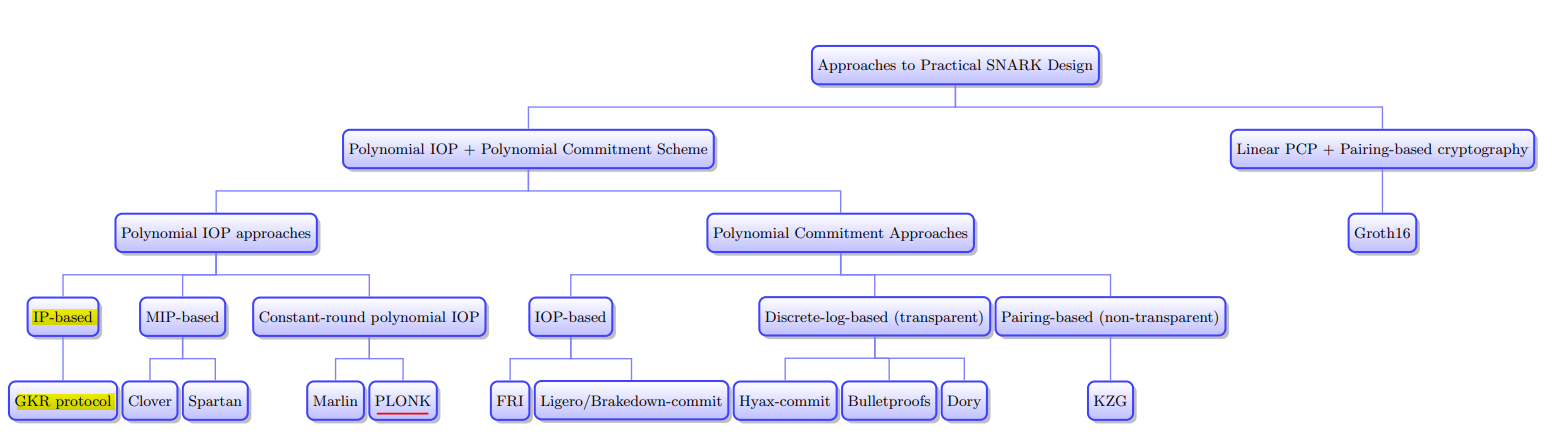 Approaches to Practical SNARK Design
Polynomial IOP + Polynomial Commitment Scheme
Linear PCP + Pairing-based cryptography
Polynomial IOP approaches
Polynomial Commitment Approaches
Groth16
IP-based
MIP-based
Constant-round polynomial IOP
IOP-based
Discrete-log-based (transparent)
Pairing-based (non-transparent)
GKR protocol
Clover
Spartan
Marlin
PLONK
FRI
Ligero/Brakedown-commit
Hyax-commit
Bulletproofs
Dory
KZG